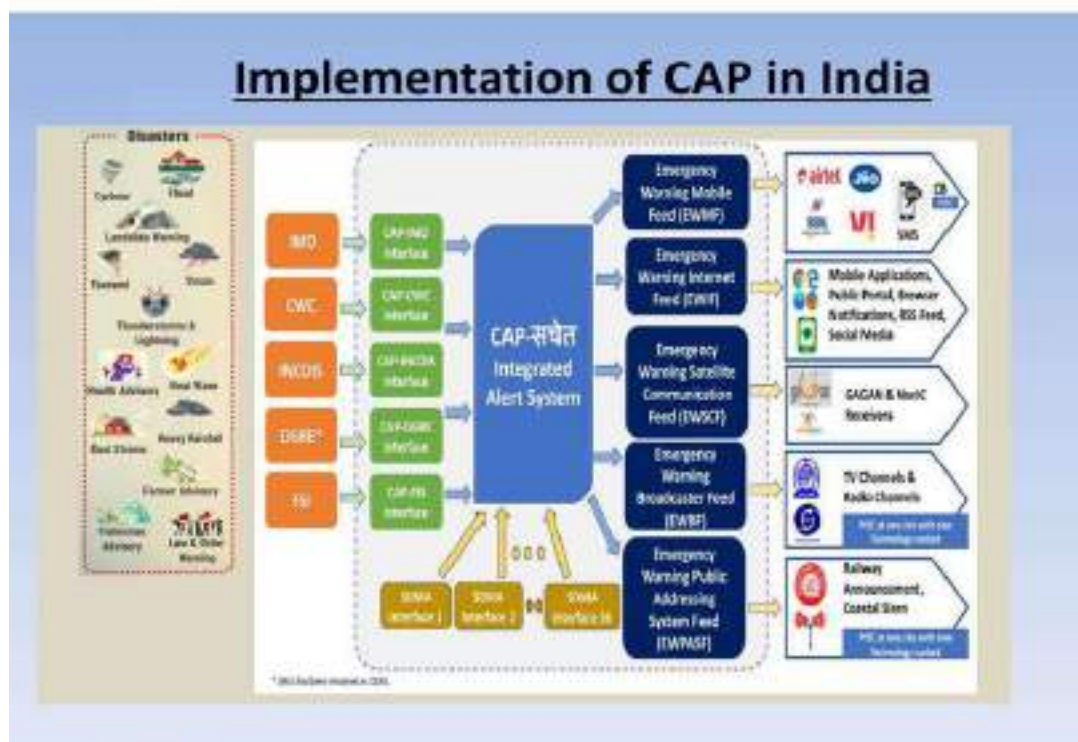 Implementation of CAP in India
Disasters
Cyclone
Flood
Landslides Warning
Tsunami
Thunderstorms &
Lightning
Health Advisory
Heat Wave
Heavy Rainfall
Farmer Advisory
Fisherman
Advisory
Law & Order
Warning
IMD
CWC
INCOIS
DGRE*
FSI
CAP-IMD
Interface
CAP-CWC
Interface
CAP-INCOIS
Interface
CAP-DGRE
Interface
CAP-FSI
Interface
CAP-सचेत
Integrated
Alert System
SDMA
Interface 1
SDMA
Interface 2
SDMA
Interface 36
Emergency
Warning Mobile
Feed (EWMF)
Emergency
Warning Internet
Feed (EWIF)
Emergency
Warning Satellite
Communication
Feed (EWSCF)
Emergency
Warning
Broadcaster Feed
(EWBF)
Emergency
Warning Public
Addressing
System Feed
(EWPASF)
airtel
Jio
VI
SMS
Mobile Applications,
Public Portal, Browser
Notifications, RSS Feed,
Social Media
GAGAN & NavIC
Receivers
TV Channels &
Radio Channels
Railway
Announcement,
Coastal Siren